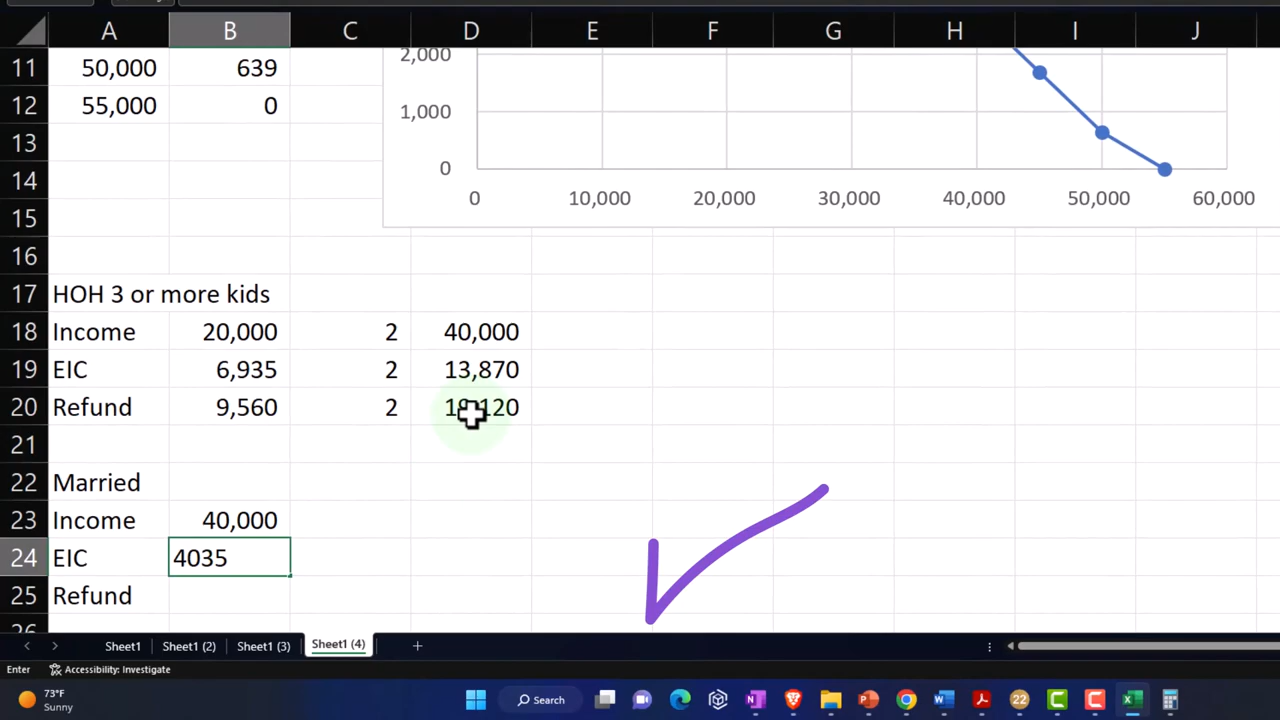 A B C D E F G H I J
11 50,000 639
12 55,000 0
13
14
15
16
2,000
1,000
0
0 10,000 20,000 30,000 40,000 50,000 60,000
17 HOH 3 or more kids
18 Income 20,000 2 40,000
19 EIC 6,935 2 13,870
20 Refund 9,560 2
21
22 Married
23 Income 40,000
24 EIC 4035
25 Refund
26
Sheet1 Sheet1 (2) Sheet1 (3) Sheet1 (4)
Enter Accessibility: Investigate
73°F
Sunny
Search
22